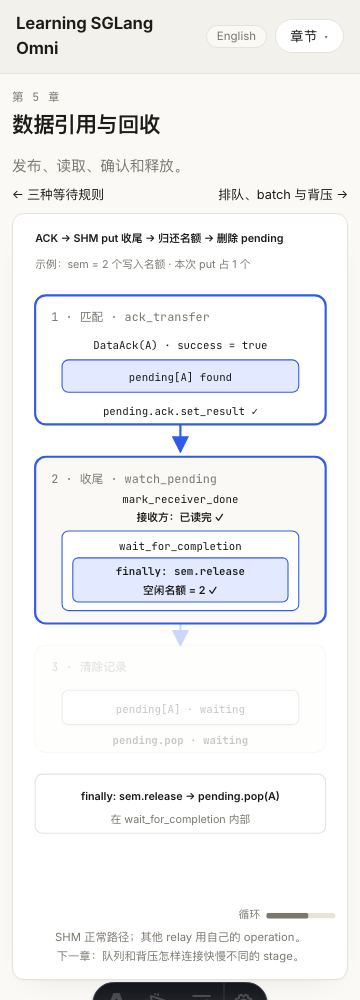 Learning SGLang
Omni
English
章节
第 5 章
数据引用与回收
发布、读取、确认和释放。
← 三种等待规则
排队、batch 与背压 →
ACK → SHM put 收尾 → 归还名额 → 删除 pending
示例：sem = 2 个写入名额 · 本次 put 占 1 个
1 · 匹配 · ack_transfer
DataAck(A) · success = true
pending[A] found
pending.ack.set_result ✓
2 · 收尾 · watch_pending
mark_receiver_done
接收方：已读完 ✓
wait_for_completion
finally: sem.release
空闲名额 = 2 ✓
3 · 清除记录
pending[A] · waiting
pending.pop · waiting
finally: sem.release → pending.pop(A)
在 wait_for_completion 内部
循环
SHM 正常路径；其他 relay 用自己的 operation。
下一章：队列和背压怎样连接快慢不同的 stage。